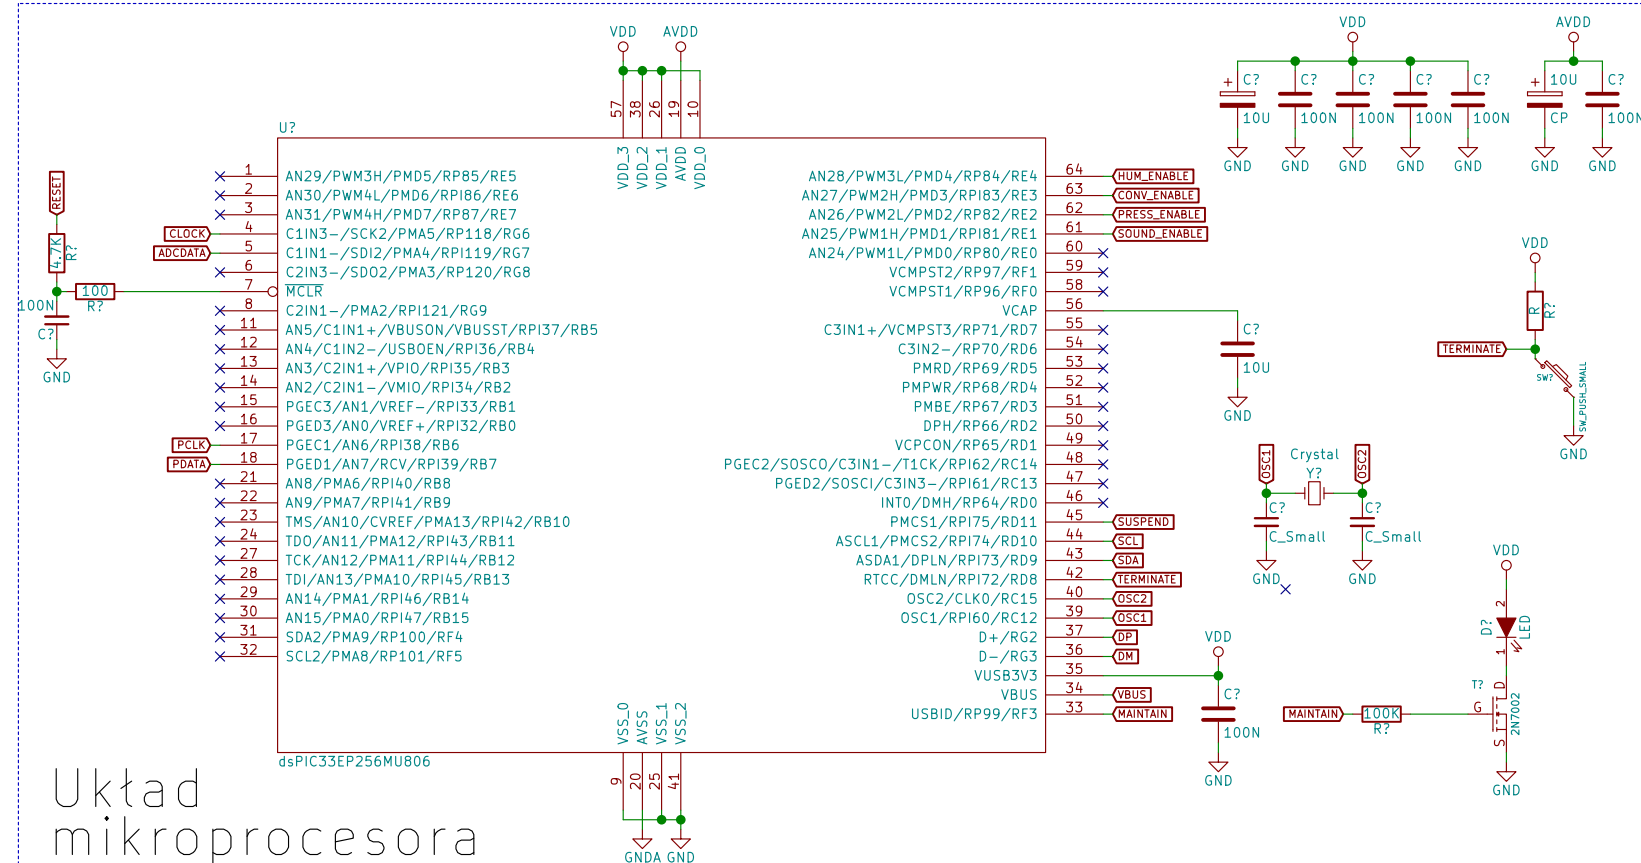 VDD
AVDD
57
38
26
19
10
VDD_3
VDD_2
VDD_1
AVDD
VDD_0
U?
1 AN29/PWM3H/PMD5/RP85/RE5
2 AN30/PWM4L/PMD6/RPI86/RE6
3 AN31/PWM4H/PMD7/RP87/RE7
CLOCK 4 C1IN3-/SCK2/PMA5/RP118/RG6
ADCDATA 5 C1IN1-/SDI2/PMA4/RPI119/RG7
6 C2IN3-/SDO2/PMA3/RP120/RG8
7 MCLR
8 C2IN1-/PMA2/RPI121/RG9
11 AN5/C1IN1+/VBUSON/VBUSST/RPI37/RB5
12 AN4/C1IN2-/USBOEN/RPI36/RB4
13 AN3/C2IN1+/VPIO/RPI35/RB3
14 AN2/C2IN1-/VMIO/RPI34/RB2
15 PGEC3/AN1/VREF-/RPI33/RB1
16 PGED3/AN0/VREF+/RPI32/RB0
PCLK 17 PGEC1/AN6/RPI38/RB6
PDATA 18 PGED1/AN7/RCV/RPI39/RB7
21 AN8/PMA6/RPI40/RB8
22 AN9/PMA7/RPI41/RB9
23 TMS/AN10/CVREF/PMA13/RPI42/RB10
24 TDO/AN11/PMA12/RPI43/RB11
27 TCK/AN12/PMA11/RPI44/RB12
28 TDI/AN13/PMA10/RPI45/RB13
29 AN14/PMA1/RPI46/RB14
30 AN15/PMA0/RPI47/RB15
31 SDA2/PMA9/RP100/RF4
32 SCL2/PMA8/RP101/RF5
RESET
4.7K
R?
100
R?
100N
C?
GND
AN28/PWM3L/PMD4/RP84/RE4 64 HUM_ENABLE
AN27/PWM2H/PMD3/RPI83/RE3 63 CONV_ENABLE
AN26/PWM2L/PMD2/RP82/RE2 62 PRESS_ENABLE
AN25/PWM1H/PMD1/RPI81/RE1 61 SOUND_ENABLE
AN24/PWM1L/PMD0/RP80/RE0 60
VCMPST2/RP97/RF1 59
VCMPST1/RP96/RF0 58
VCAP 56
C3IN1+/VCMPST3/RP71/RD7 55
C3IN2-/RP70/RD6 54
PMRD/RP69/RD5 53
PMPWR/RP68/RD4 52
PMBE/RP67/RD3 51
DPH/RP66/RD2 50
VCPCON/RP65/RD1 49
PGEC2/SOSCO/C3IN1-/T1CK/RPI62/RC14 48
PGED2/SOSCI/C3IN3-/RPI61/RC13 47
INT0/DMH/RP64/RD0 46
PMCS1/RPI75/RD11 45 SUSPEND
ASCL1/PMCS2/RPI74/RD10 44 SCL
ASDA1/DPLN/RPI73/RD9 43 SDA
RTCC/DMLN/RPI72/RD8 42 TERMINATE
OSC2/CLKO/RC15 40 OSC2
OSC1/RPI60/RC12 39 OSC1
D+/RG2 37 DP
D-/RG3 36 DM
VUSB3V3 35
VBUS 34 VBUS
USBID/RP99/RF3 33 MAINTAIN
VSS_0
AVSS
VSS_1
VSS_2
9
20
25
41
GNDA
GND
dsPIC33EP256MU806
VDD
AVDD
C?
C?
C?
C?
C?
10U
C?
10U
100N
100N
100N
100N
CP
100N
GND
GND
GND
GND
GND
GND
GND
C?
10U
GND
VDD
R
R?
TERMINATE
SW?
SW_PUSH_SMALL
GND
OSC1
Crystal
Y?
OSC2
C?
C_Small
C?
C_Small
GND
GND
VDD
C?
100N
GND
VDD
2
D?
LED
1
T?
D
G
S
2N7002
MAINTAIN
100K
R?
GND
Układ
mikroprocesora